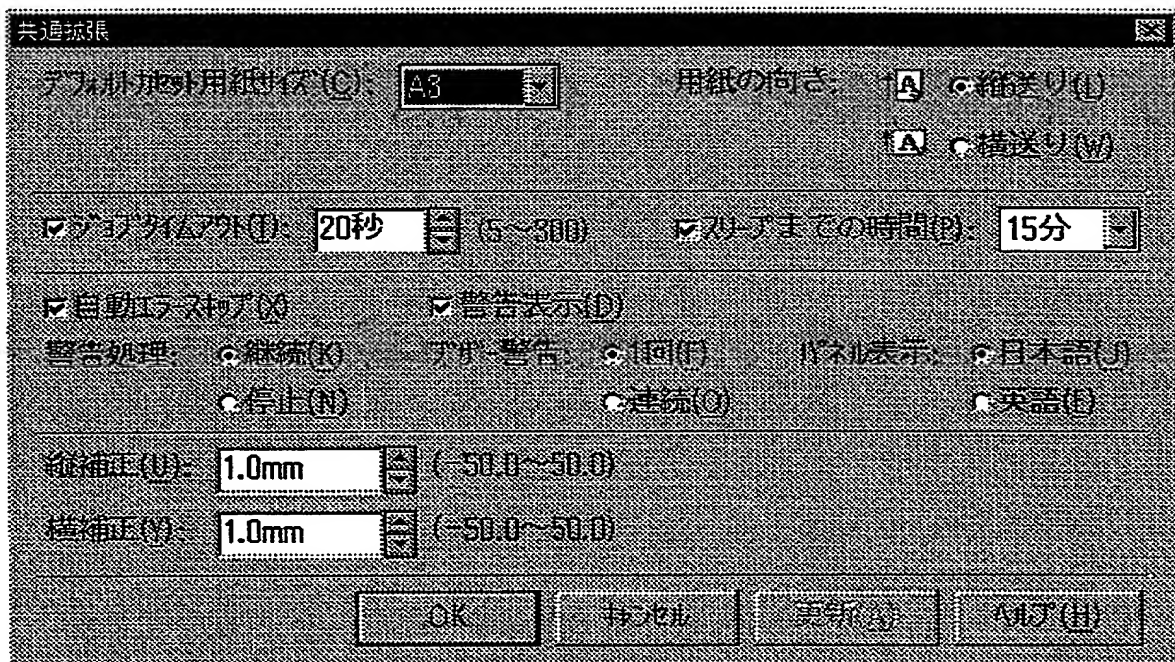 共通拡張
ﾃﾞﾌｫﾙﾄｶｾｯﾄ用紙ｻｲｽﾞ(C): A3 用紙の向き: A 縦送り(L)
A 横送り(W)
ｼﾞｮﾌﾞﾀｲﾑｱｳﾄ(T): 20秒 (5～300) ｽﾘｰﾌﾟまでの時間(P): 15分
自動ｴﾗｰｽｷｯﾌﾟ(X) 警告表示(D)
警告処理: 継続(K) ﾌﾞｻﾞｰ警告: 1回(F) ﾊﾟﾈﾙ表示: 日本語(J)
停止(N) 連続(O) 英語(E)
縦補正(U): 1.0mm (-50.0～50.0)
横補正(Y): 1.0mm (-50.0～50.0)
OK ｷｬﾝｾﾙ 更新(A) ﾍﾙﾌﾟ(H)